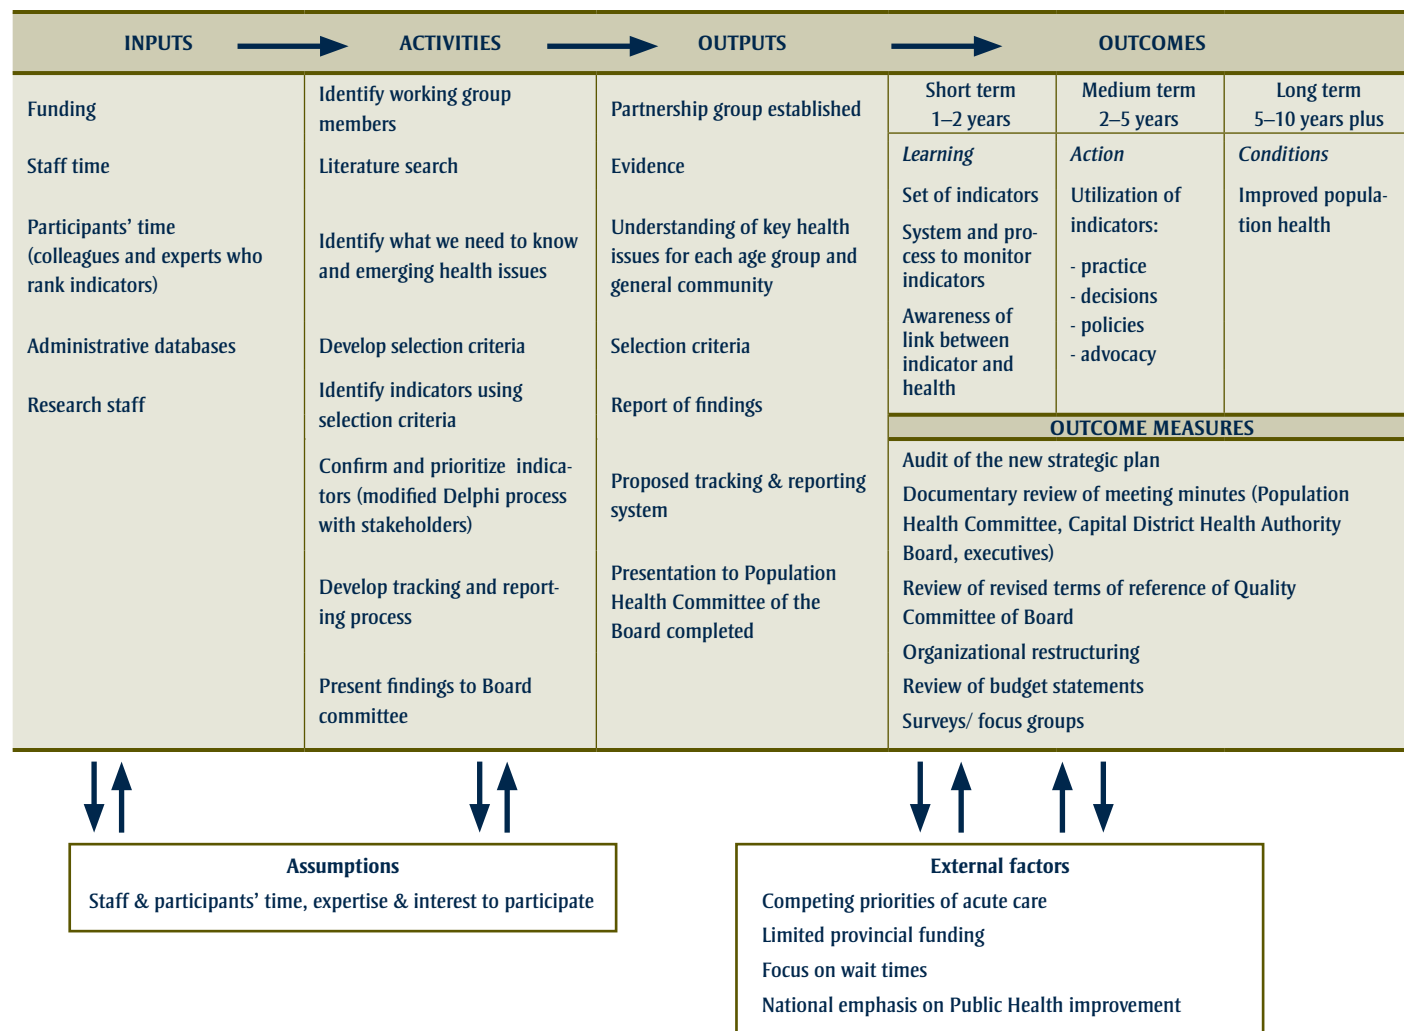 INPUTS
ACTIVITIES
OUTPUTS
OUTCOMES
Funding
Staff time
Participants' time
(colleagues and experts who
rank indicators)
Administrative databases
Research staff
Identify working group
members
Literature search
Identify what we need to know
and emerging health issues
Develop selection criteria
Identify indicators using
selection criteria
Confirm and prioritize indica-
tors (modified Delphi process
with stakeholders)
Develop tracking and report-
ing process
Present findings to Board
committee
Partnership group established
Evidence
Understanding of key health
issues for each age group and
general community
Selection criteria
Report of findings
Proposed tracking & reporting
system
Presentation to Population
Health Committee of the
Board completed
Short term
1–2 years
Learning
Set of indicators
System and pro-
cess to monitor
indicators
Awareness of
link between
indicator and
health
Medium term
2–5 years
Action
Utilization of
indicators:
- practice
- decisions
- policies
- advocacy
Long term
5–10 years plus
Conditions
Improved popula-
tion health
OUTCOME MEASURES
Audit of the new strategic plan
Documentary review of meeting minutes (Population
Health Committee, Capital District Health Authority
Board, executives)
Review of revised terms of reference of Quality
Committee of Board
Organizational restructuring
Review of budget statements
Surveys/ focus groups
Assumptions
Staff & participants' time, expertise & interest to participate
External factors
Competing priorities of acute care
Limited provincial funding
Focus on wait times
National emphasis on Public Health improvement